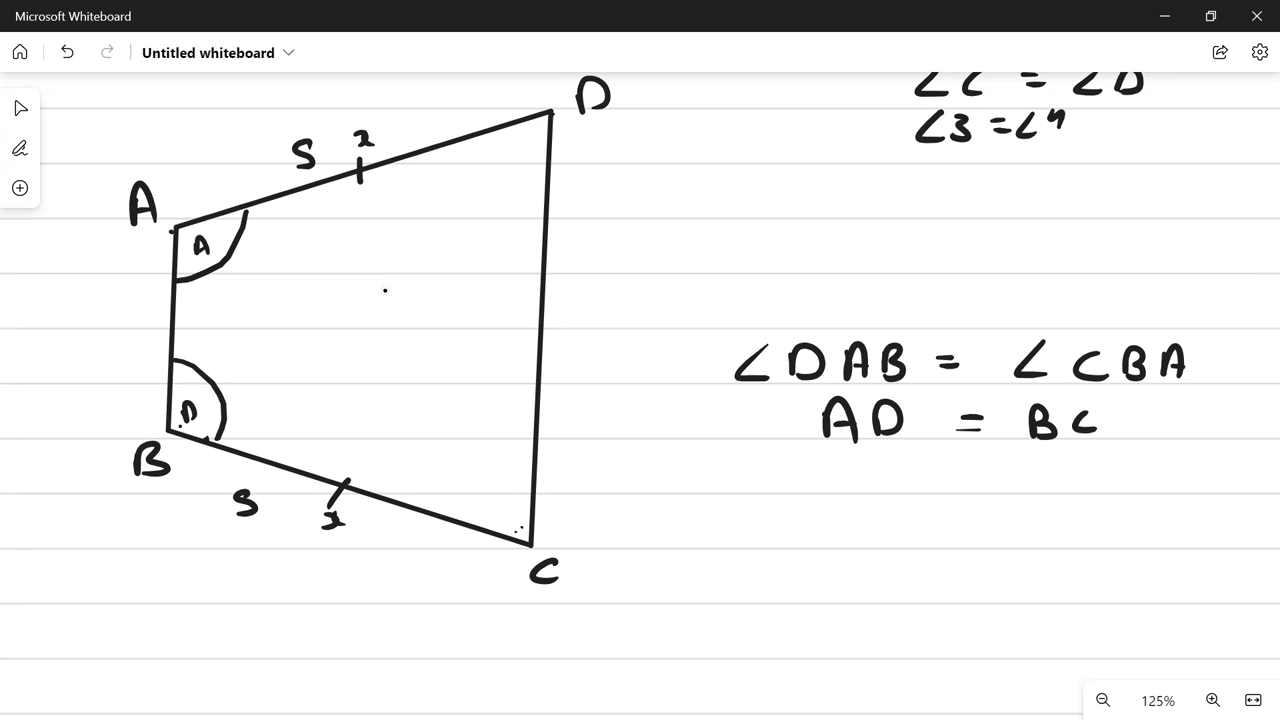 Microsoft Whiteboard
Untitled whiteboard
D
∠C = ∠D
∠3 = ∠4
S x
A
A
∠DAB = ∠CBA
AD = BC
B
S x
C
125%